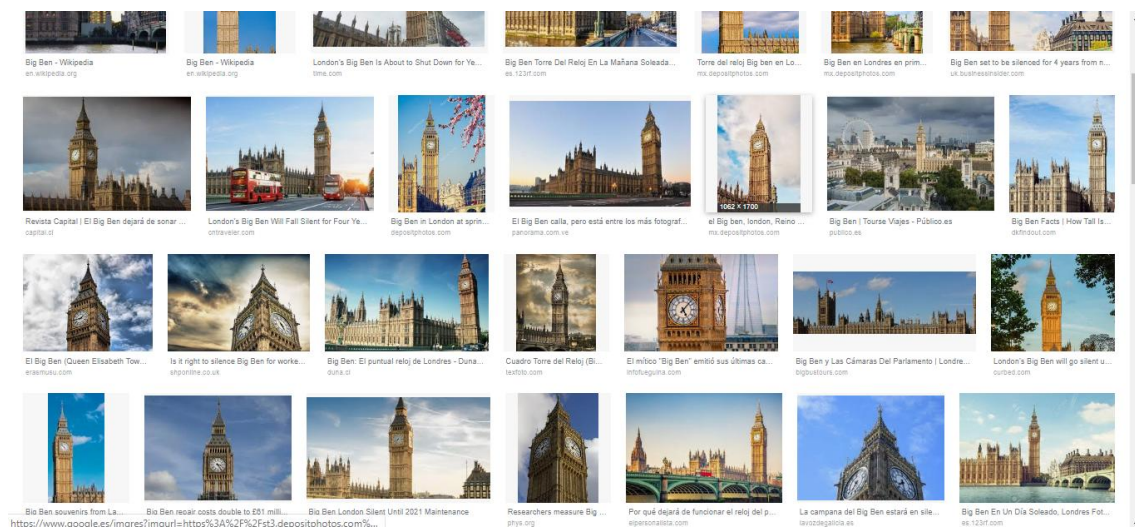 Big Ben - Wikipedia
en.wikipedia.org
Big Ben - Wikipedia
en.wikipedia.org
London's Big Ben Is About to Shut Down for Ye...
time.com
Big Ben Torre Del Reloj En La Mañana Soleada...
es.123rf.com
Torre del reloj Big ben en Lo...
mx.depositphotos.com
Big Ben en Londres en prim...
mx.depositphotos.com
Big Ben set to be silenced for 4 years from n...
uk.businessinsider.com
1062 × 1700
Revista Capital | El Big Ben dejará de sonar ...
capital.cl
London's Big Ben Will Fall Silent for Four Ye...
cntraveler.com
Big Ben in London at sprin...
depositphotos.com
El Big Ben calla, pero está entre los más fotograf...
panorama.com.ve
el Big ben, london, Reino ...
mx.depositphotos.com
Big Ben | Tourse Viajes - Público.es
publico.es
Big Ben Facts | How Tall Is...
dkfindout.com
El Big Ben (Queen Elisabeth Tow...
erasmusu.com
Is it right to silence Big Ben for worke...
shponline.co.uk
Big Ben: El puntual reloj de Londres - Duna...
duna.cl
Cuadro Torre del Reloj (Bi...
lexfoto.com
El mítico "Big Ben" emitió sus últimas ca...
infofueguina.com
Big Ben y Las Cámaras Del Parlamento | Londre...
bigbustours.com
London's Big Ben will go silent u...
curbed.com
Big Ben souvenirs from La...
Big Ben repair costs double to £61 milli...
Big Ben London Silent Until 2021 Maintenance
Researchers measure Big ...
phys.org
Por qué dejará de funcionar el reloj del p...
elpersonalista.com
La campana del Big Ben estará en sile...
lavozdegalicia.es
Big Ben En Un Día Soleado, Londres Fot...
es.123rf.com
https://www.google.es/imgres?imgurl=https%3A%2F%2Fst3.depositphotos.com%...